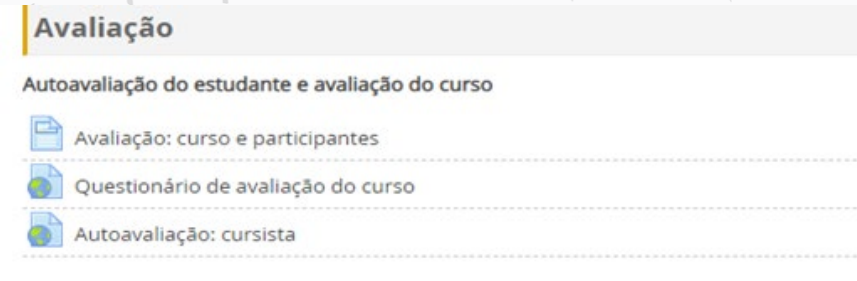 Avaliação
Autoavaliação do estudante e avaliação do curso
Avaliação: curso e participantes
Questionário de avaliação do curso
Autoavaliação: cursista